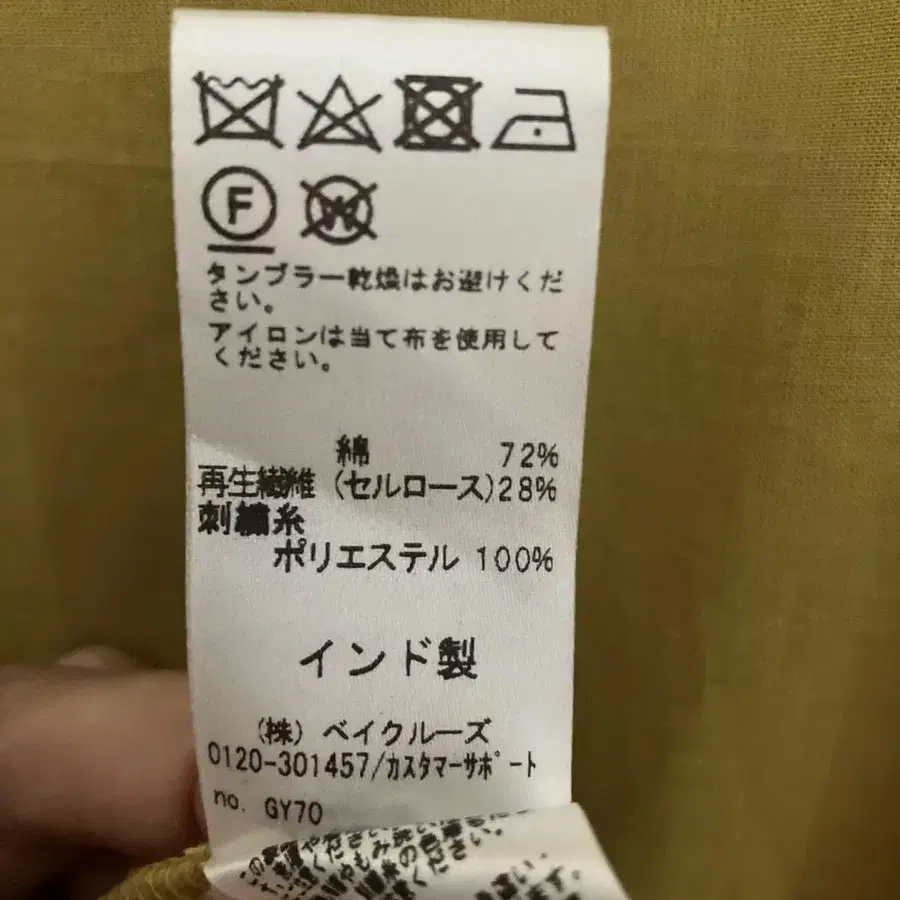 F
W
タンブラー乾燥はお避けくだ
さい。
アイロンは当て布を使用して
ください。
綿 72%
再生繊維 (セルロース)28%
刺繍糸
ポリエステル 100%
インド製
(株) ベイクルーズ
0120-301457/カスタマーサポート
no. GY70
ください。